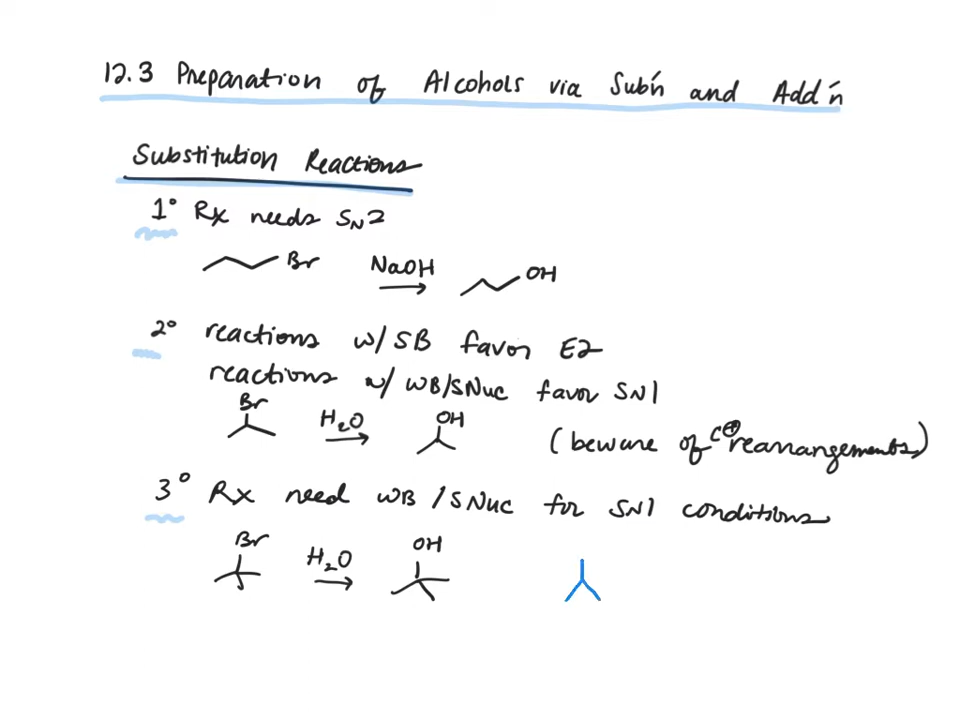 12.3 Preparation of Alcohols via Sub'n and Add'n
Substitution Reactions
1° Rx needs SN2
Br NaOH OH
2° reactions w/ SB favor E2
reactions w/ WB/SNuc favor SN1
Br H2O OH (beware of C⊕ rearrangements)
3° Rx need WB/SNuc for SN1 conditions
Br H2O OH